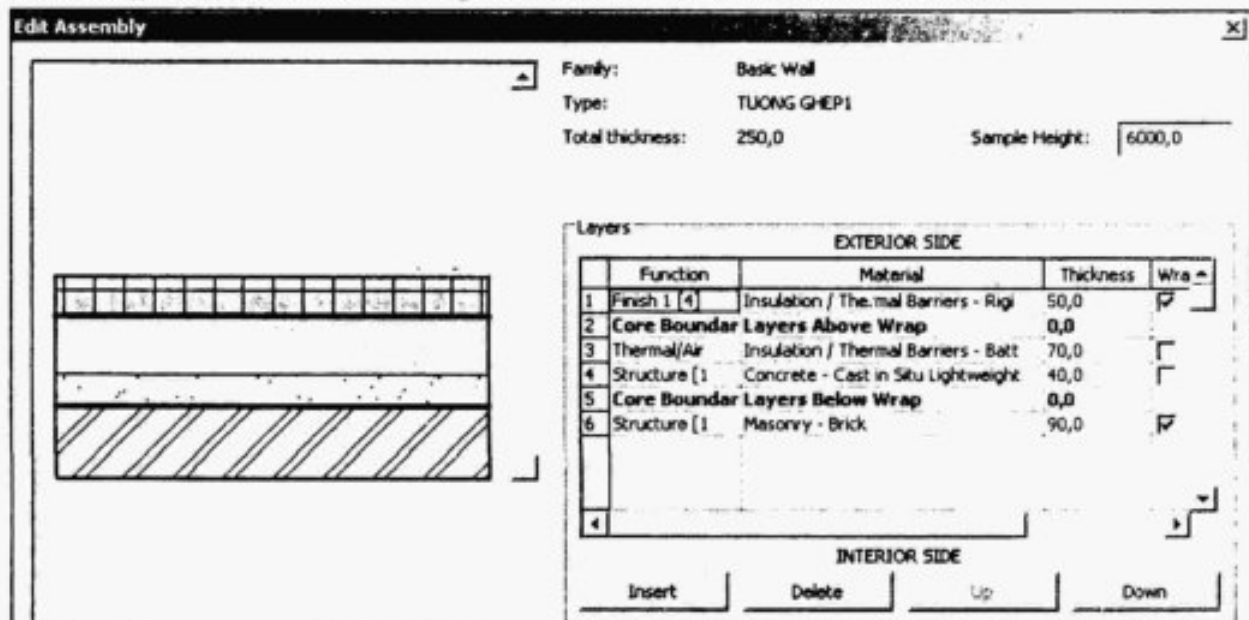 Edit Assembly
Family: Basic Wall
Type: TUONG GHEP1
Total thickness: 250,0 Sample Height: 6000,0
Layers
EXTERIOR SIDE
Function Material Thickness Wra
1 Finish 1 [4] Insulation / Thermal Barriers - Rigi 50,0
2 Core Boundar Layers Above Wrap 0,0
3 Thermal/Air Insulation / Thermal Barriers - Batt 70,0
4 Structure [1 Concrete - Cast in Situ Lightweight 40,0
5 Core Boundar Layers Below Wrap 0,0
6 Structure [1 Masonry - Brick 90,0
INTERIOR SIDE
Insert Delete Up Down